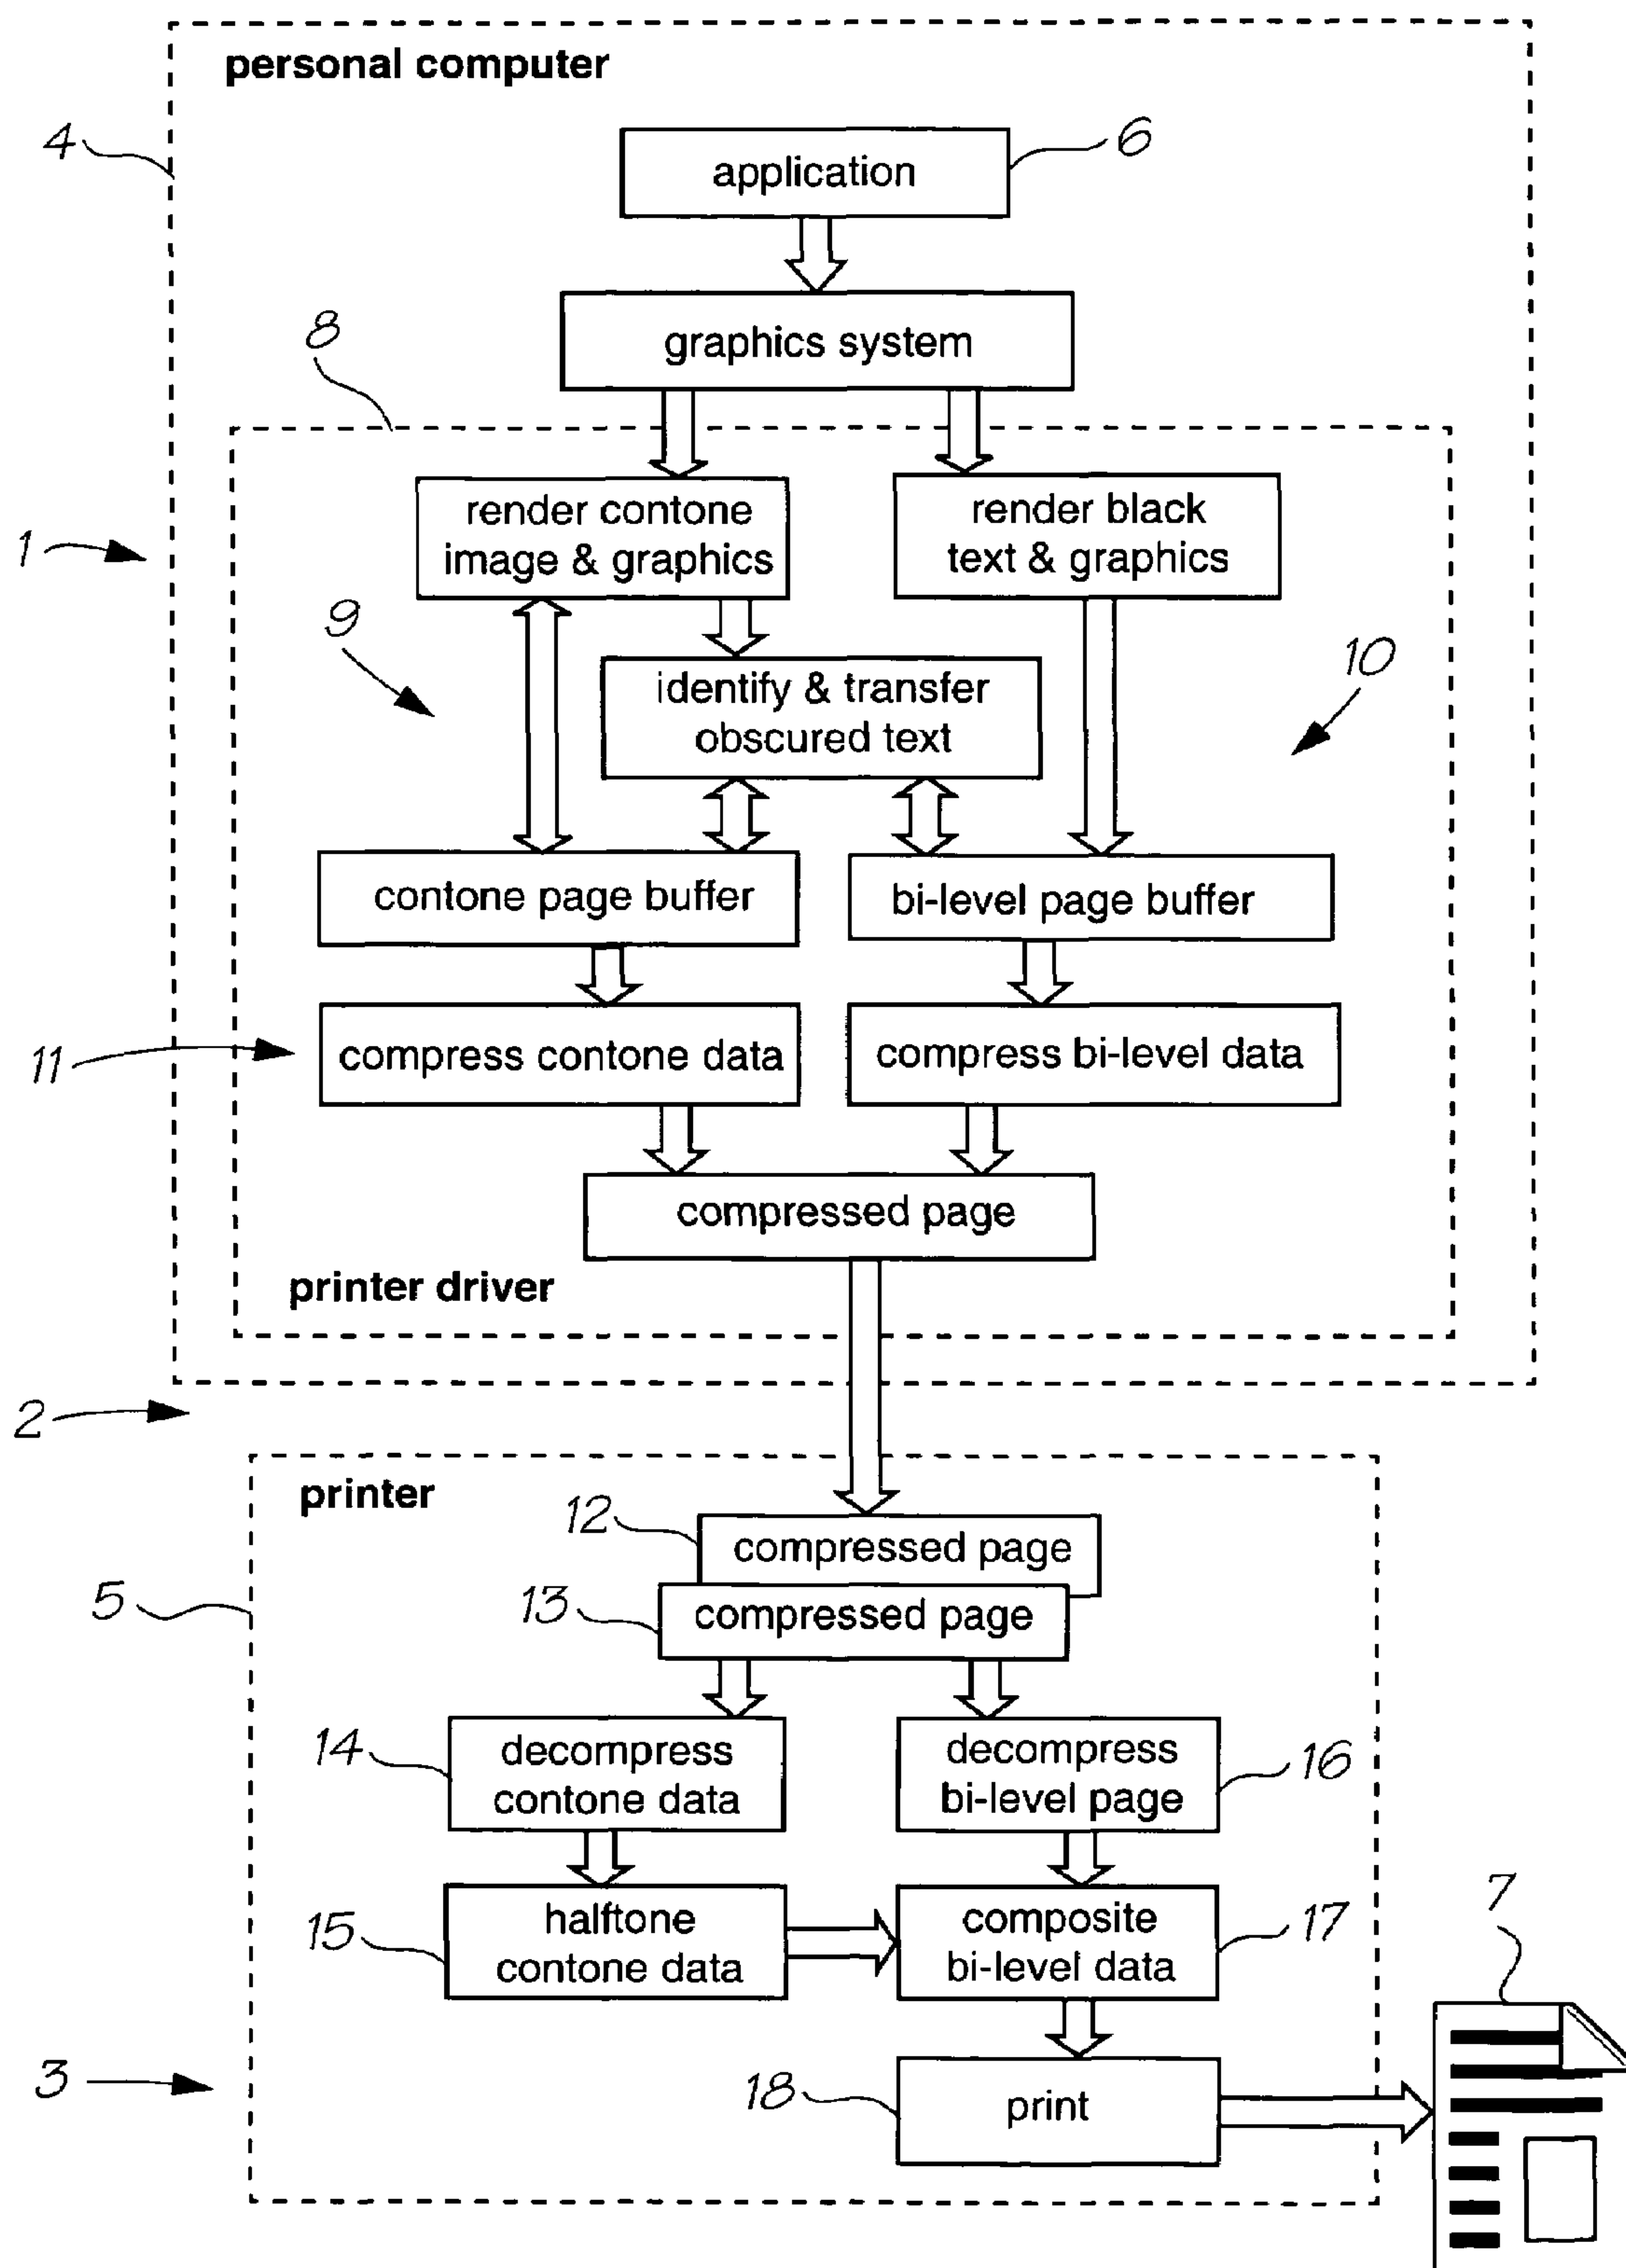 personal computer
4
6
application
8
graphics system
1
render contone
image & graphics
render black
text & graphics
9
identify & transfer
obscured text
10
contone page buffer
bi-level page buffer
11
compress contone data
compress bi-level data
compressed page
printer driver
2
printer
12
compressed page
5
13
compressed page
14
decompress
contone data
decompress
bi-level page
16
15
halftone
contone data
composite
bi-level data
17
7
3
18
print